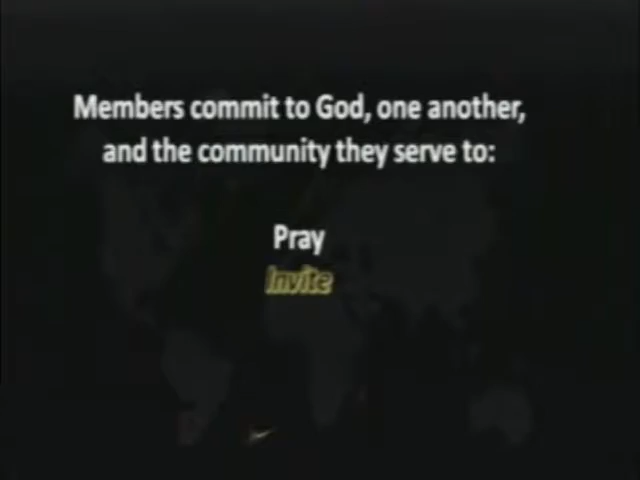 Members commit to God, one another,
and the community they serve to:
Pray
Invite